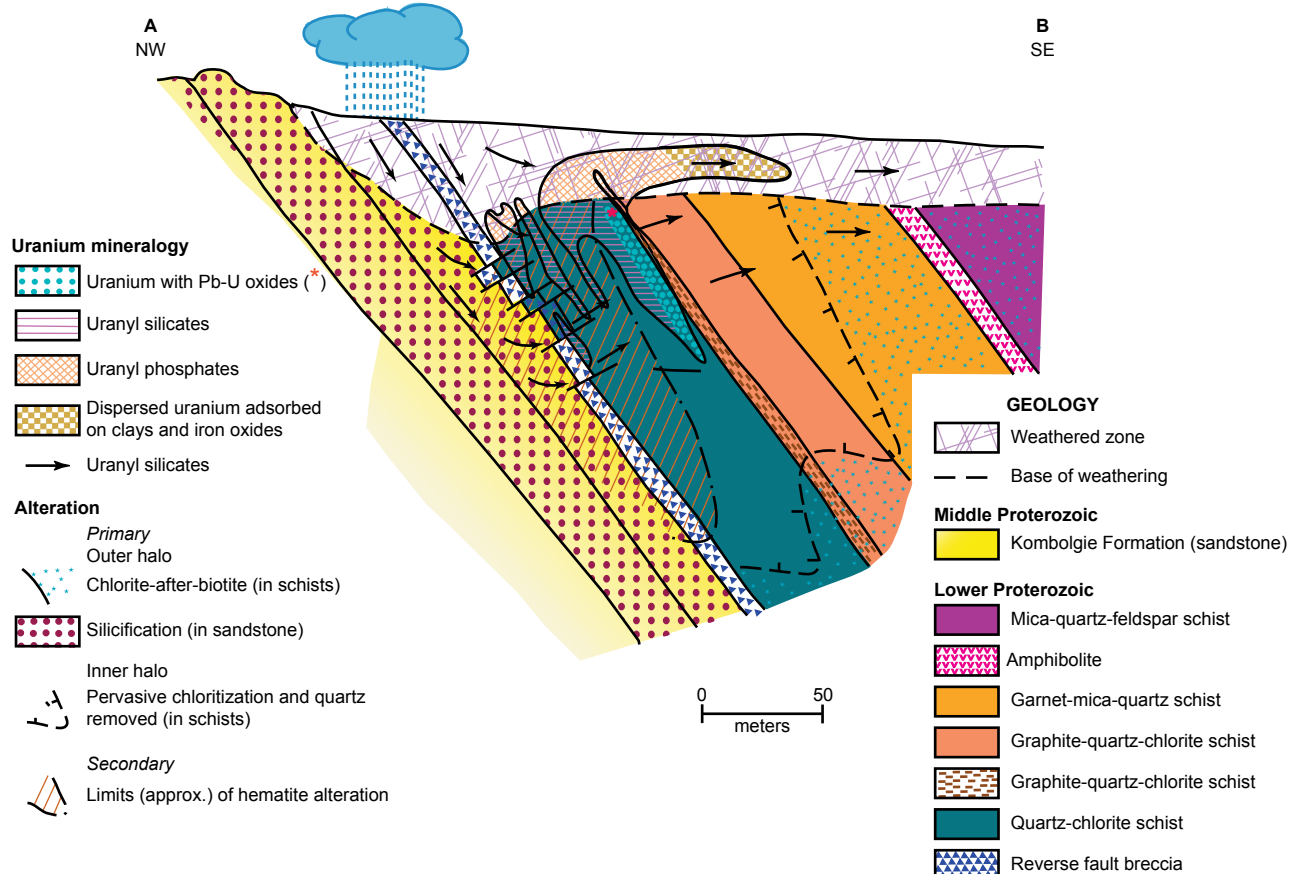 A
NW
B
SE
Uranium mineralogy
Uranium with Pb-U oxides (*)
Uranyl silicates
Uranyl phosphates
Dispersed uranium adsorbed
on clays and iron oxides
Uranyl silicates
Alteration
Primary
Outer halo
Chlorite-after-biotite (in schists)
Silicification (in sandstone)
Inner halo
Pervasive chloritization and quartz
removed (in schists)
Secondary
Limits (approx.) of hematite alteration
0
50
meters
GEOLOGY
Weathered zone
Base of weathering
Middle Proterozoic
Kombolgie Formation (sandstone)
Lower Proterozoic
Mica-quartz-feldspar schist
Amphibolite
Garnet-mica-quartz schist
Graphite-quartz-chlorite schist
Graphite-quartz-chlorite schist
Quartz-chlorite schist
Reverse fault breccia